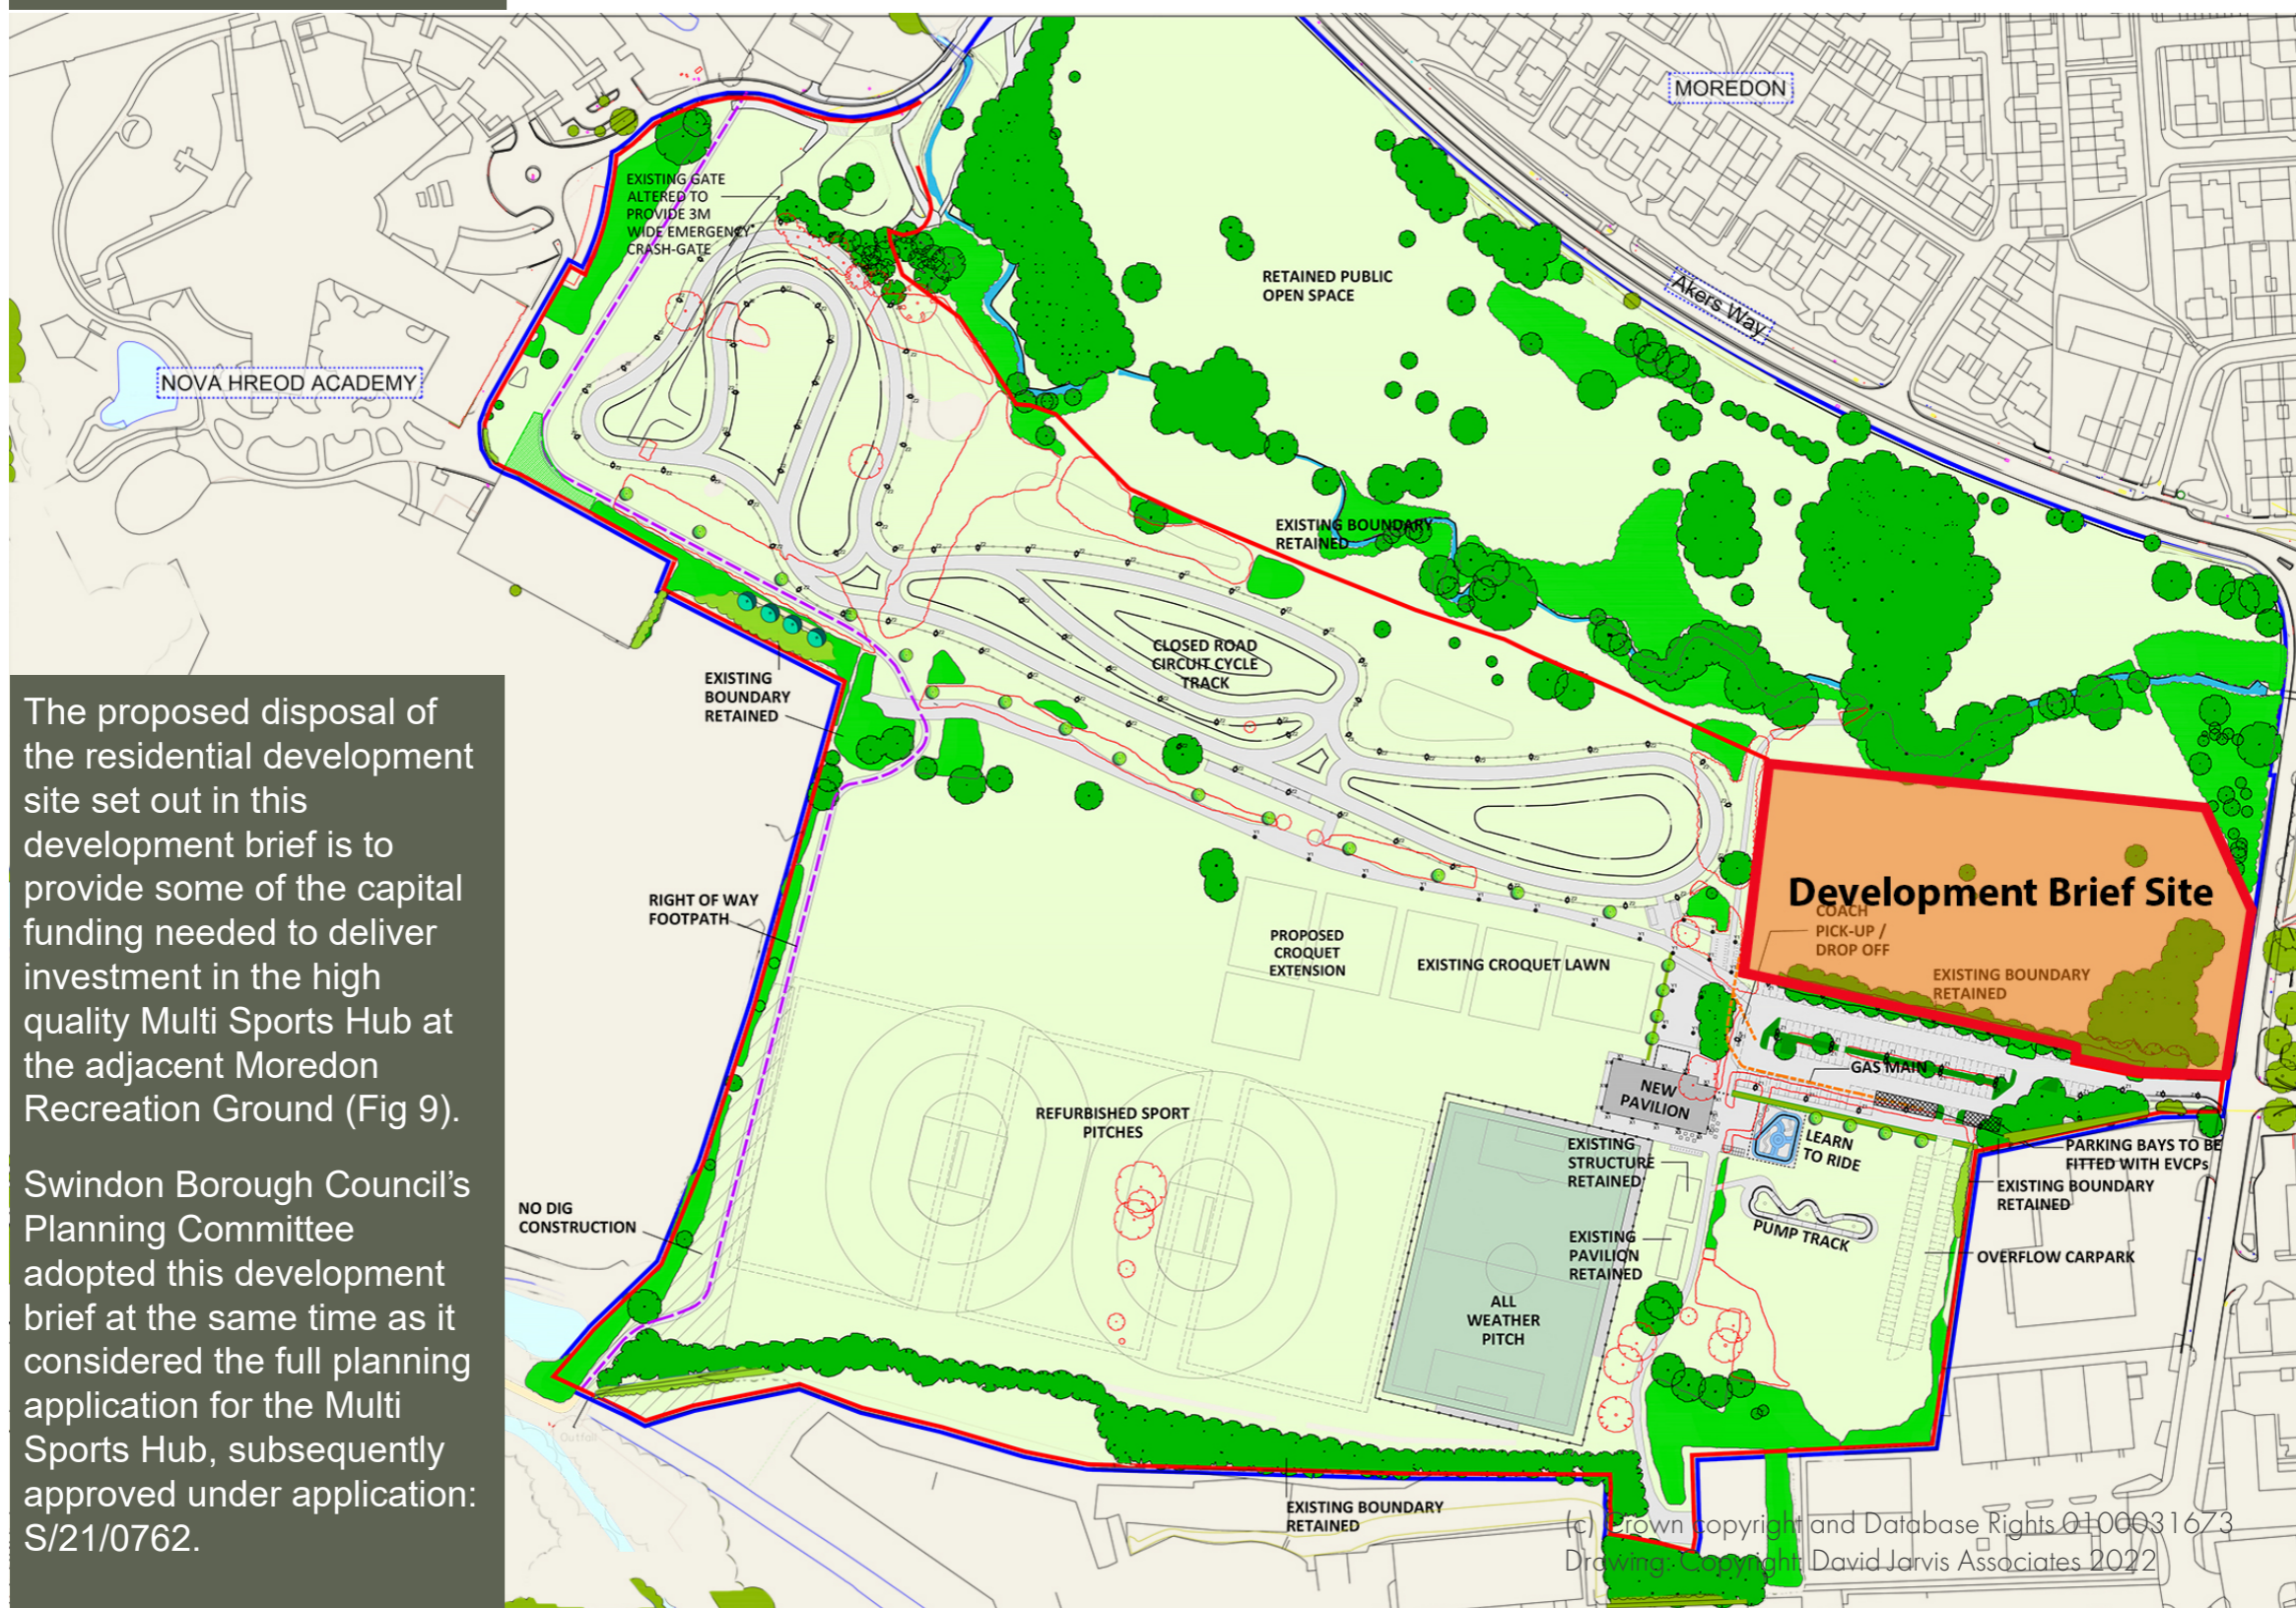 MOREDON
EXISTING GATE
ALTERED TO
PROVIDE 3M
WIDE EMERGENCY
CRASH-GATE
RETAINED PUBLIC
OPEN SPACE
Akers Way
NOVA HREOD ACADEMY
EXISTING BOUNDARY
RETAINED
CLOSED ROAD
CIRCUIT CYCLE
TRACK
EXISTING
BOUNDARY
RETAINED
The proposed disposal of
the residential development
site set out in this
development brief is to
provide some of the capital
funding needed to deliver
investment in the high
quality Multi Sports Hub at
the adjacent Moredon
Recreation Ground (Fig 9).
Swindon Borough Council’s
Planning Committee
adopted this development
brief at the same time as it
considered the full planning
application for the Multi
Sports Hub, subsequently
approved under application:
S/21/0762.
RIGHT OF WAY
FOOTPATH
Development Brief Site
COACH
PICK-UP /
DROP OFF
EXISTING BOUNDARY
RETAINED
PROPOSED
CROQUET
EXTENSION
EXISTING CROQUET LAWN
GAS MAIN
NEW
PAVILION
REFURBISHED SPORT
PITCHES
LEARN
TO RIDE
EXISTING
STRUCTURE
RETAINED
PARKING BAYS TO BE
FITTED WITH EVCPs
EXISTING BOUNDARY
RETAINED
NO DIG
CONSTRUCTION
PUMP TRACK
EXISTING
PAVILION
RETAINED
OVERFLOW CARPARK
ALL
WEATHER
PITCH
Outfall
EXISTING BOUNDARY
RETAINED
(c) Crown copyright and Database Rights 0100031673
Drawing: Copyright: David Jarvis Associates 2022